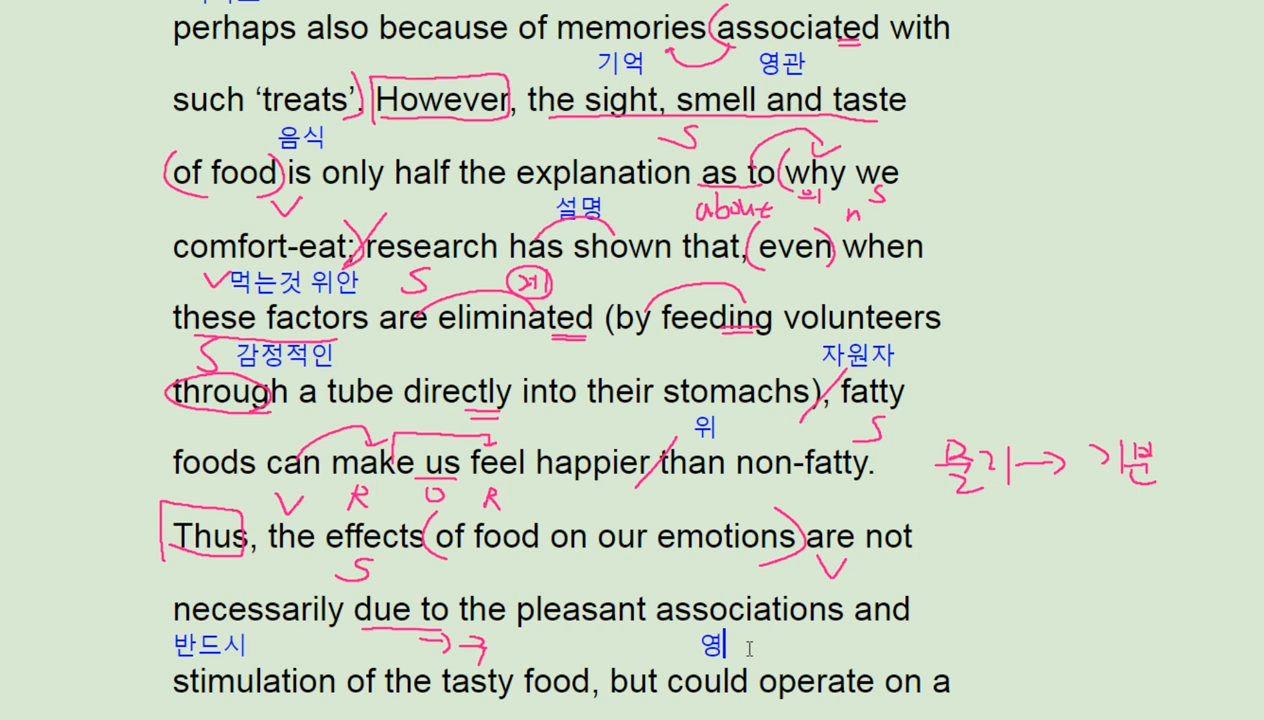 perhaps also because of memories associated with
기억 영관
such ‘treats’. However, the sight, smell and taste
음식 S
of food is only half the explanation as to why we
V 설명 about 의 n S
comfort-eat; research has shown that, even when
V 먹는것 위안 S
these factors are eliminated (by feeding volunteers
S 감정적인 자원자
through a tube directly into their stomachs), fatty
위 S
foods can make us feel happier than non-fatty.
V R O R
Thus, the effects of food on our emotions are not
S V
necessarily due to the pleasant associations and
반드시 영
stimulation of the tasty food, but could operate on a